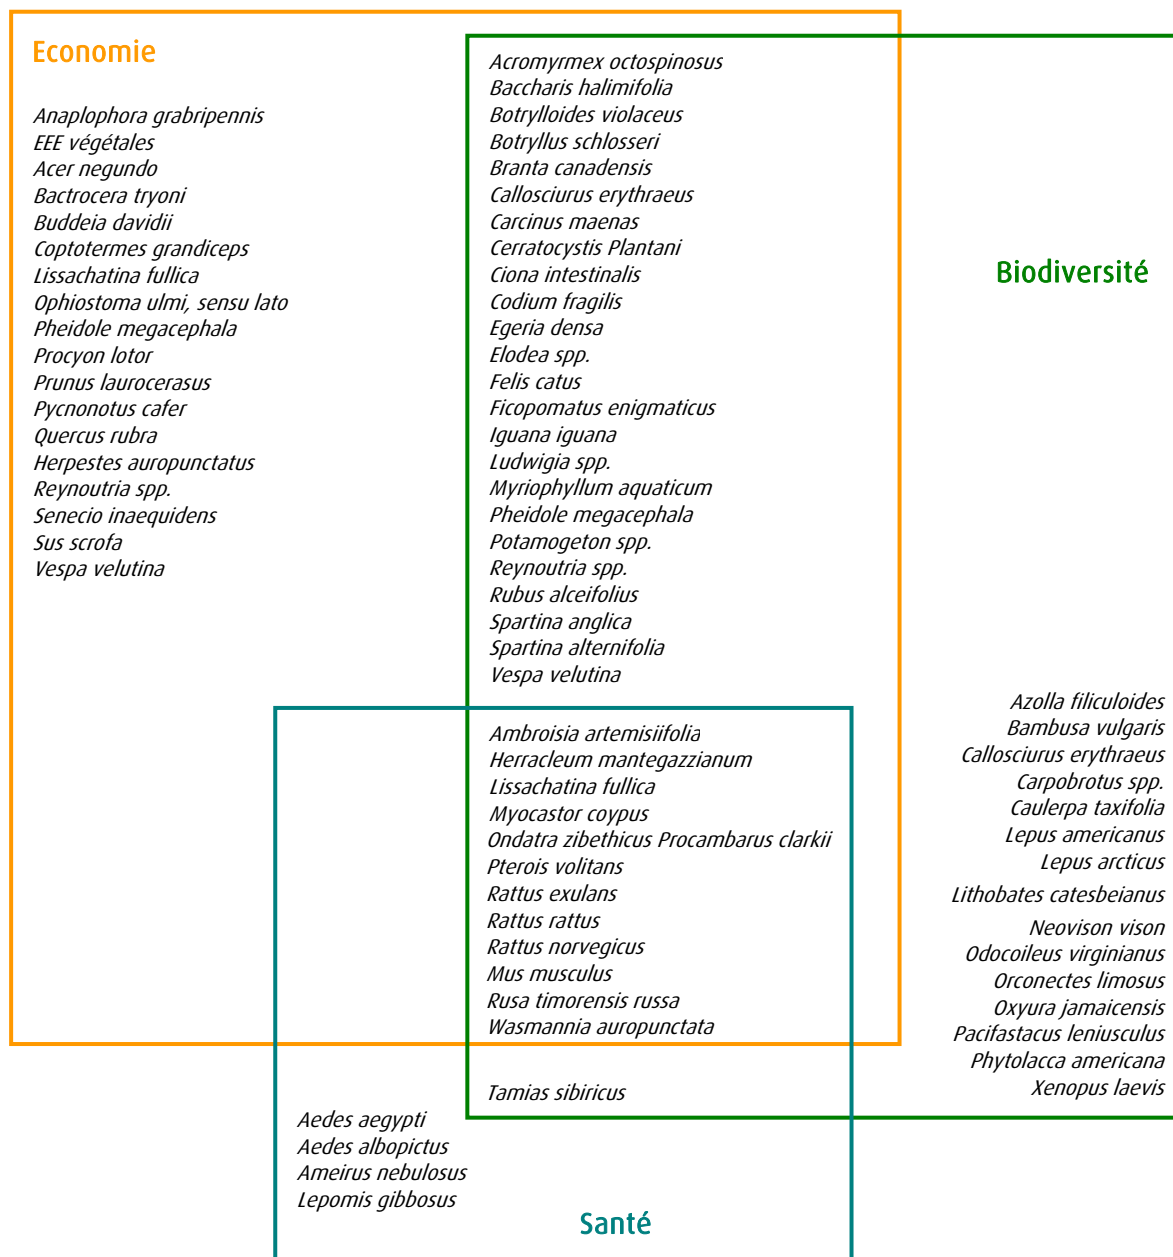 Economie
Anaplophora grabripennis
EEE végétales
Acer negundo
Bactrocera tryoni
Buddeia davidii
Coptotermes grandiceps
Lissachatina fullica
Ophiostoma ulmi, sensu lato
Pheidole megacephala
Procyon lotor
Prunus laurocerasus
Pycnonotus cafer
Quercus rubra
Herpestes auropunctatus
Reynoutria spp.
Senecio inaequidens
Sus scrofa
Vespa velutina
Acromyrmex octospinosus
Baccharis halimifolia
Botrylloides violaceus
Botryllus schlosseri
Branta canadensis
Callosciurus erythraeus
Carcinus maenas
Cerratocystis Plantani
Ciona intestinalis
Codium fragilis
Egeria densa
Elodea spp.
Felis catus
Ficopomatus enigmaticus
Iguana iguana
Ludwigia spp.
Myriophyllum aquaticum
Pheidole megacephala
Potamogeton spp.
Reynoutria spp.
Rubus alceifolius
Spartina anglica
Spartina alternifolia
Vespa velutina
Ambroisia artemisiifolia
Herracleum mantegazzianum
Lissachatina fullica
Myocastor coypus
Ondatra zibethicus Procambarus clarkii
Pterois volitans
Rattus exulans
Rattus rattus
Rattus norvegicus
Mus musculus
Rusa timorensis russa
Wasmannia auropunctata
Tamias sibiricus
Biodiversité
Azolla filiculoides
Bambusa vulgaris
Callosciurus erythraeus
Carpobrotus spp.
Caulerpa taxifolia
Lepus americanus
Lepus arcticus
Lithobates catesbeianus
Neovison vison
Odocoileus virginianus
Orconectes limosus
Oxyura jamaicensis
Pacifastacus leniusculus
Phytolacca americana
Xenopus laevis
Aedes aegypti
Aedes albopictus
Ameirus nebulosus
Lepomis gibbosus
Santé